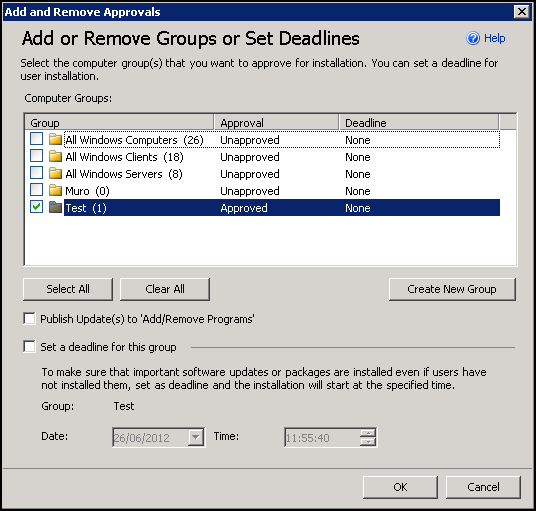 Add and Remove Approvals
Add or Remove Groups or Set Deadlines
Help
Select the computer group(s) that you want to approve for installation. You can set a deadline for
user installation.
Computer Groups:
Group Approval Deadline
All Windows Computers (26) Unapproved None
All Windows Clients (18) Unapproved None
All Windows Servers (8) Unapproved None
Muro (0) Unapproved None
Test (1) Approved None
Select All Clear All Create New Group
Publish Update(s) to 'Add/Remove Programs'
Set a deadline for this group
To make sure that important software updates or packages are installed even if users have
not installed them, set as deadline and the installation will start at the specified time.
Group: Test
Date: 26/06/2012 Time: 11:55:40
OK Cancel